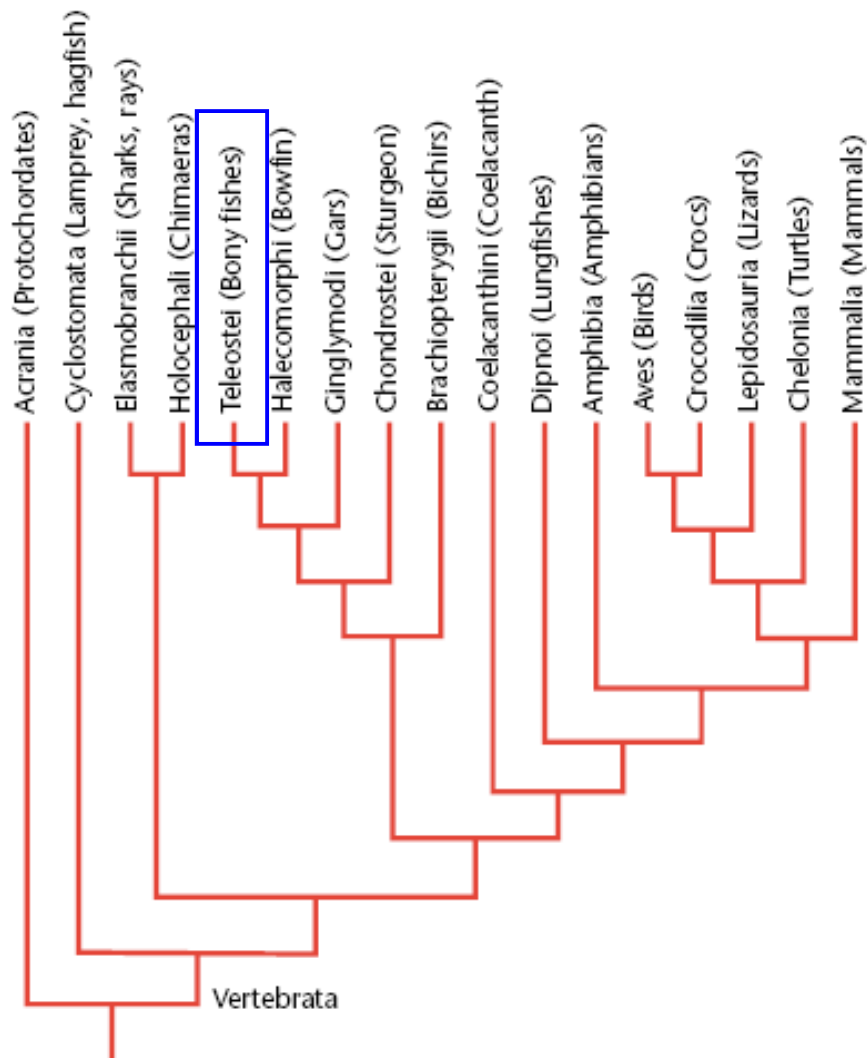 Acrania (Protochordates)
Cyclostomata (Lamprey, hagfish)
Elasmobranchii (Sharks, rays)
Holocephali (Chimaeras)
Teleostei (Bony fishes)
Halecomorphi (Bowfin)
Ginglymodi (Gars)
Chondrostei (Sturgeon)
Brachiopterygii (Bichirs)
Coelacanthini (Coelacanth)
Dipnoi (Lungfishes)
Amphibia (Amphibians)
Aves (Birds)
Crocodilia (Crocs)
Lepidosauria (Lizards)
Chelonia (Turtles)
Mammalia (Mammals)
Vertebrata